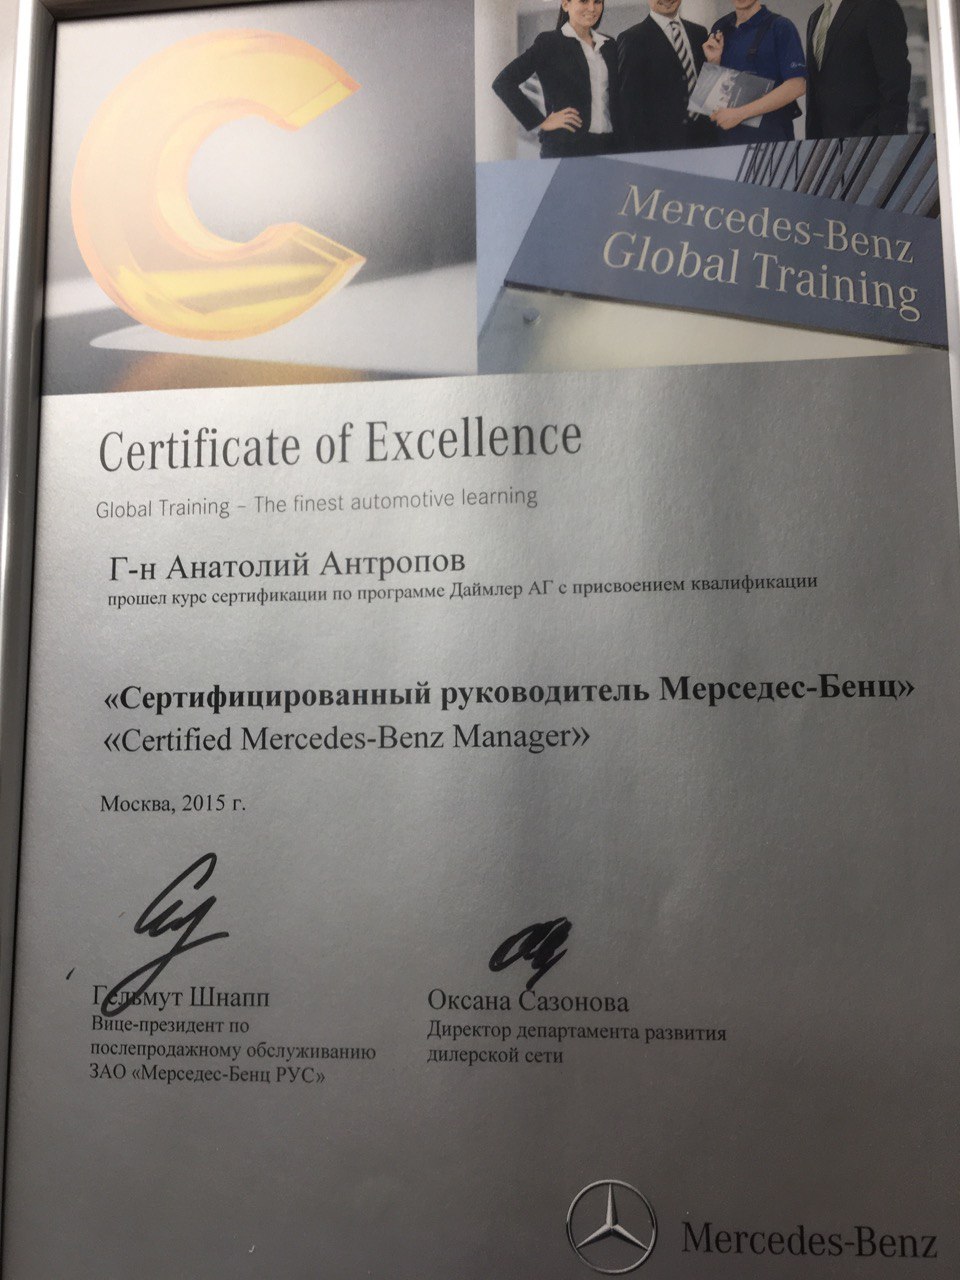 Mercedes-Benz
Global Training
Certificate of Excellence
Global Training – The finest automotive learning
Г-н Анатолий Антропов
прошел курс сертификации по программе Даймлер АГ с присвоением квалификации
«Сертифицированный руководитель Мерседес-Бенц»
«Certified Mercedes-Benz Manager»
Москва, 2015 г.
Гельмут Шнапп
Вице-президент по
послепродажному обслуживанию
ЗАО «Мерседес-Бенц РУС»
Оксана Сазонова
Директор департамента развития
дилерской сети
Mercedes-Benz